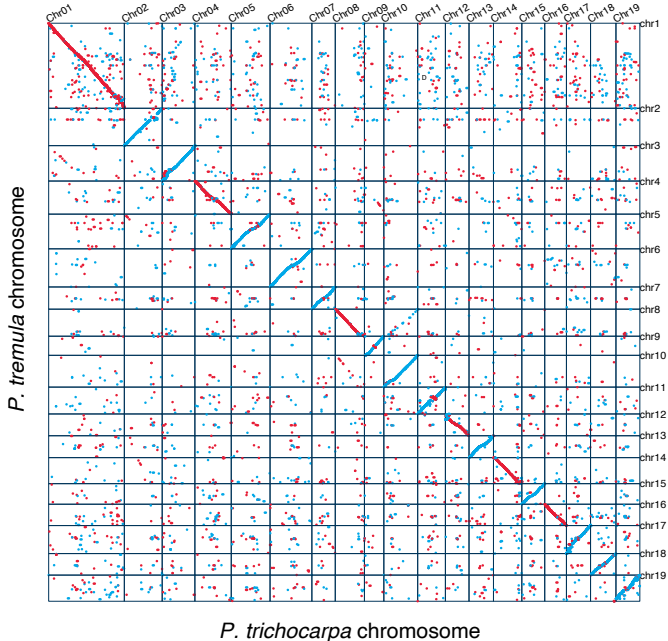 Chr01 Chr02 Chr03 Chr04 Chr05 Chr06 Chr07 Chr08 Chr09 Chr10 Chr11 Chr12 Chr13 Chr14 Chr15 Chr16 Chr17 Chr18 Chr19
chr1
D
chr2
chr3
chr4
chr5
chr6
chr7
chr8
chr9
chr10
chr11
chr12
chr13
chr14
chr15
chr16
chr17
chr18
chr19
P. tremula chromosome
P. trichocarpa chromosome